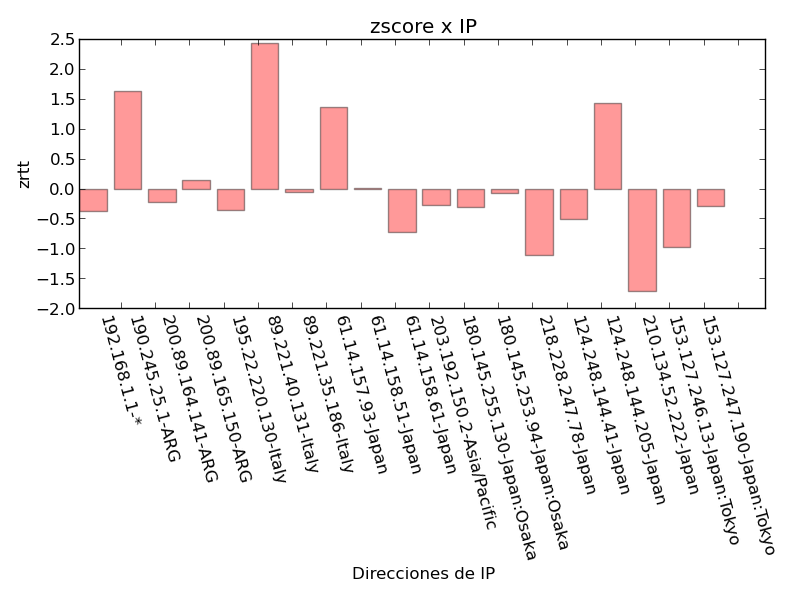 zscore x IP
2.5
2.0
1.5
1.0
0.5
0.0
−0.5
−1.0
−1.5
−2.0
zrtt
192.168.1.1-*
190.245.25.1-ARG
200.89.164.141-ARG
200.89.165.150-ARG
195.22.220.130-Italy
89.221.40.131-Italy
89.221.35.186-Italy
61.14.157.93-Japan
61.14.158.51-Japan
61.14.158.61-Japan
203.192.150.2-Asia/Pacific
180.145.255.130-Japan:Osaka
180.145.253.94-Japan:Osaka
218.228.247.78-Japan
124.248.144.41-Japan
124.248.144.205-Japan
210.134.52.222-Japan
153.127.246.13-Japan:Tokyo
153.127.247.190-Japan:Tokyo
Direcciones de IP